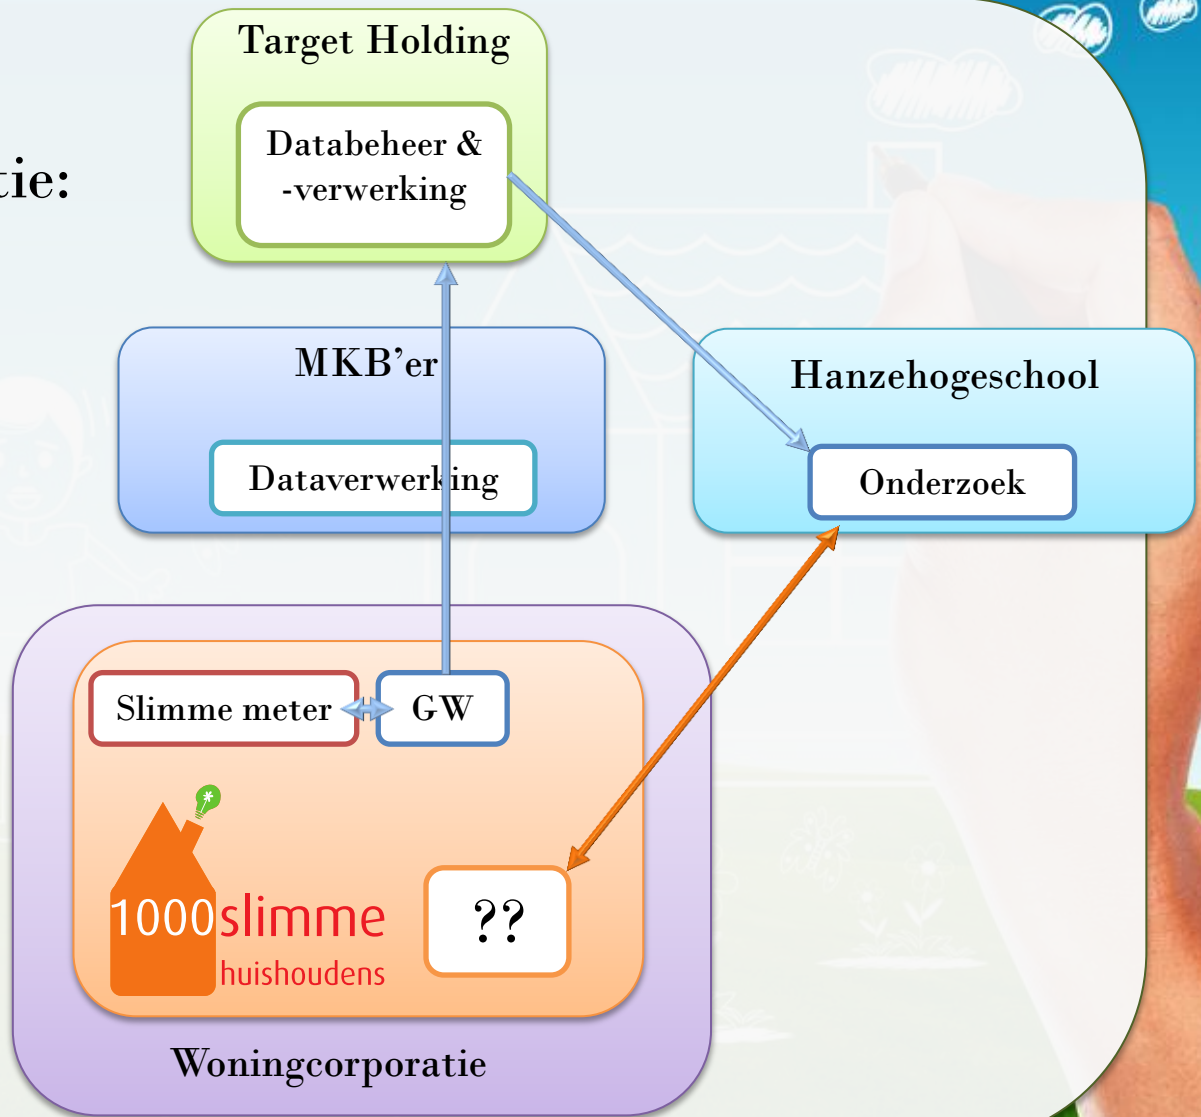 Target Holding
Databeheer &
-verwerking
tie:
MKB’er
Dataverwerking
Hanzehogeschool
Onderzoek
Slimme meter
GW
1000slimme
huishoudens
??
Woningcorporatie